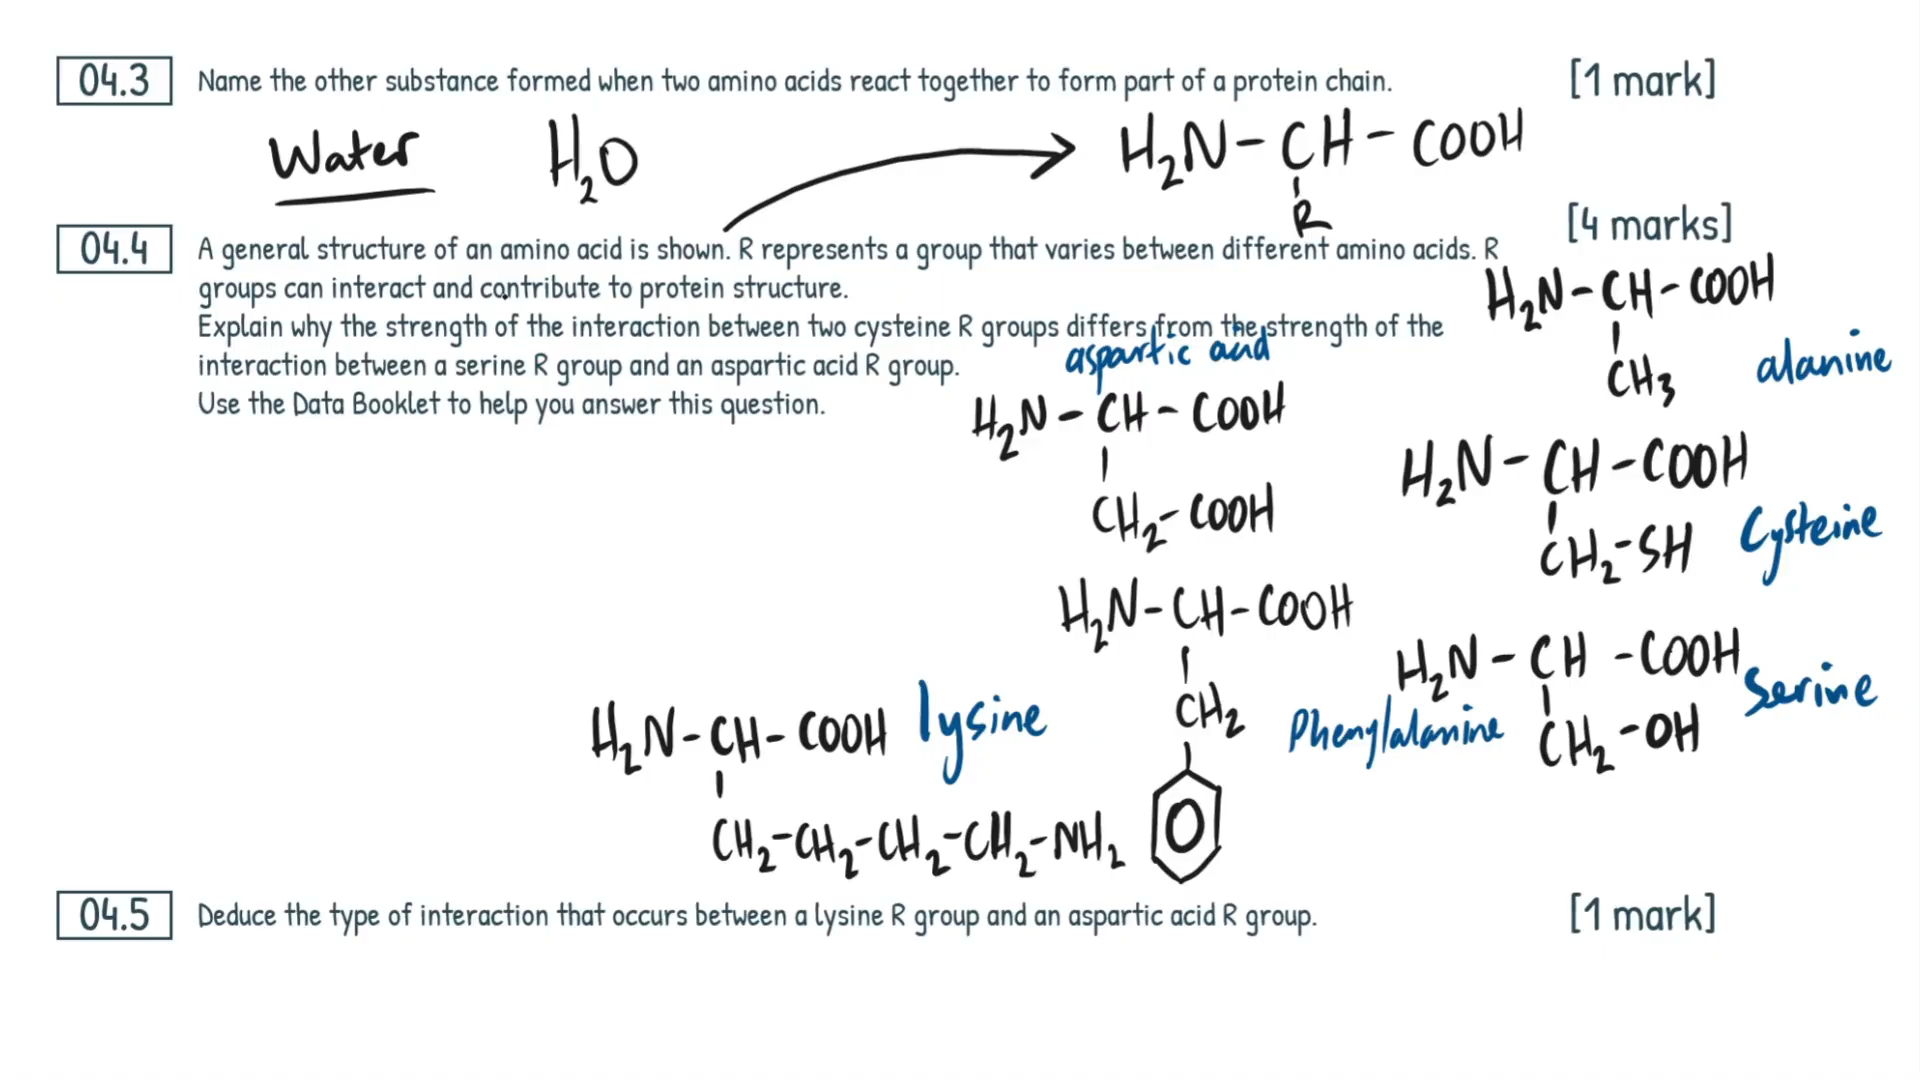 04.3 Name the other substance formed when two amino acids react together to form part of a protein chain. [1 mark]
Water H₂O
H₂N-CH-COOH
R
[4 marks]
04.4 A general structure of an amino acid is shown. R represents a group that varies between different amino acids. R
groups can interact and contribute to protein structure.
Explain why the strength of the interaction between two cysteine R groups differs from the strength of the
interaction between a serine R group and an aspartic acid R group.
Use the Data Booklet to help you answer this question.
H₂N-CH-COOH
CH₃ alanine
aspartic acid
H₂N-CH-COOH
CH₂-COOH
H₂N-CH-COOH
CH₂-SH Cysteine
H₂N-CH-COOH
CH₂ Phenylalanine
H₂N-CH-COOH
CH₂-OH Serine
H₂N-CH-COOH lysine
CH₂-CH₂-CH₂-CH₂-NH₂
04.5 Deduce the type of interaction that occurs between a lysine R group and an aspartic acid R group. [1 mark]